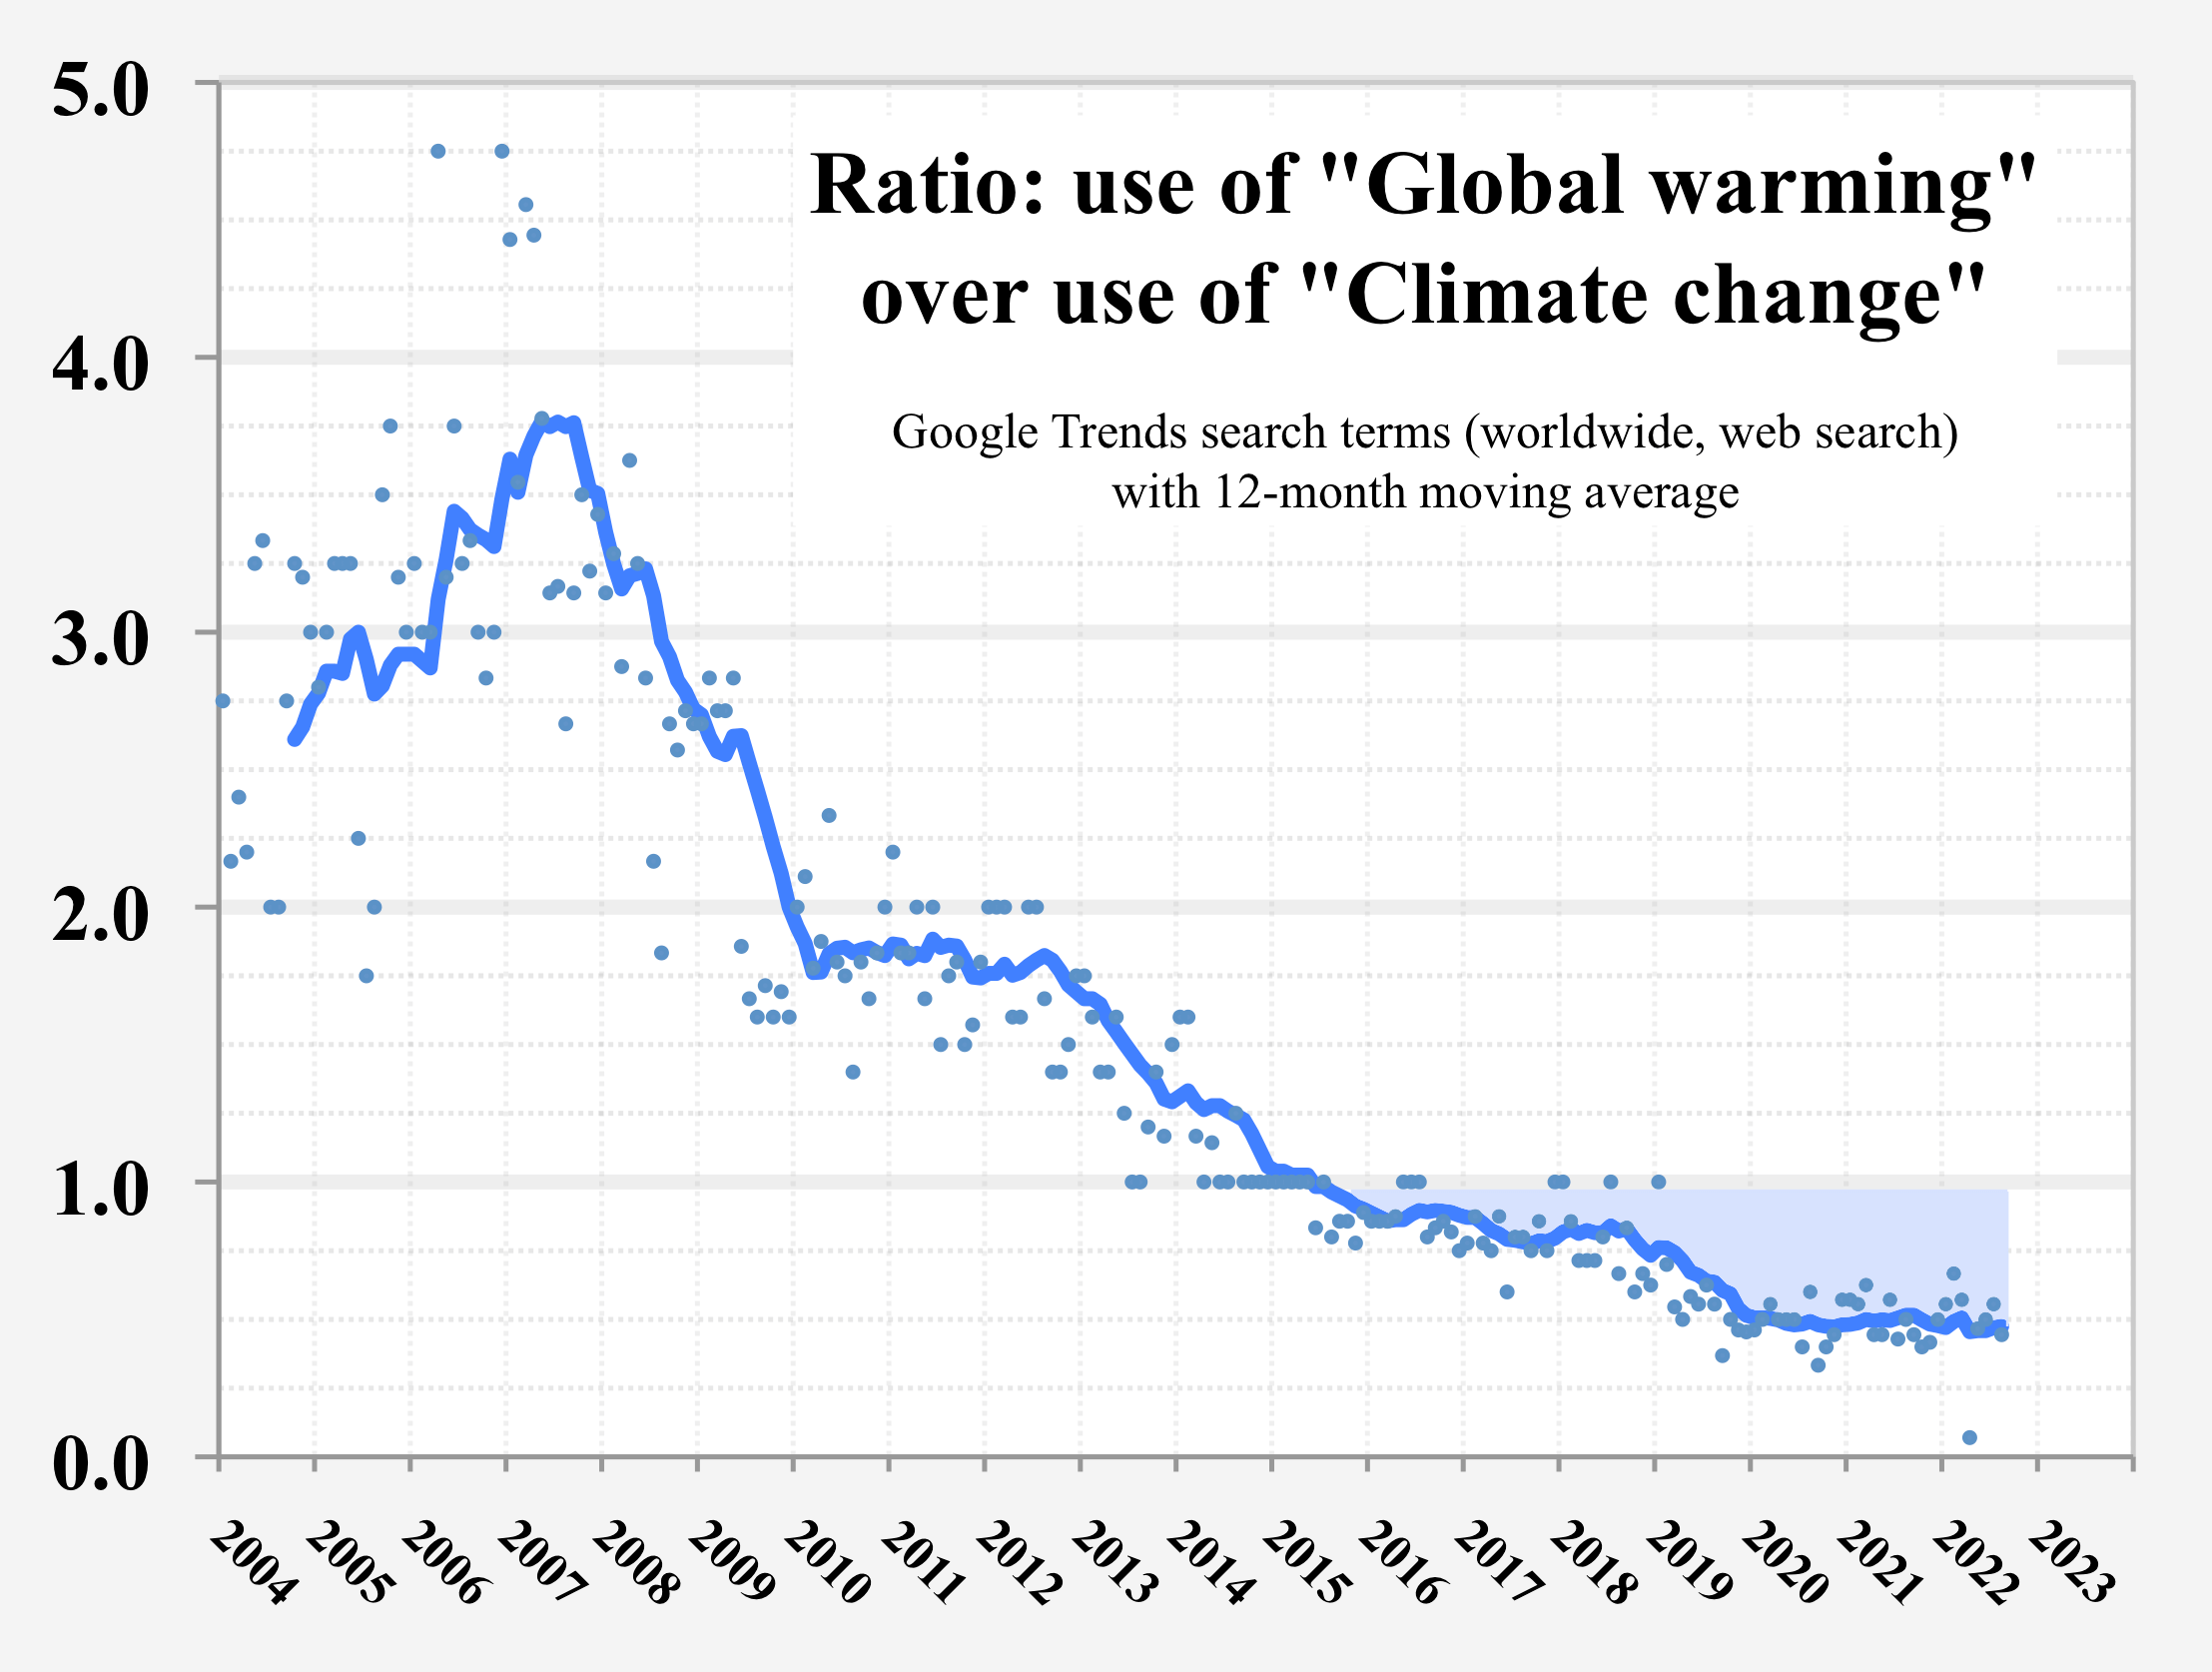 Ratio: use of "Global warming"
over use of "Climate change"
Google Trends search terms (worldwide, web search)
with 12-month moving average
5.0
4.0
3.0
2.0
1.0
0.0
2004 2005 2006 2007 2008 2009 2010 2011 2012 2013 2014 2015 2016 2017 2018 2019 2020 2021 2022 2023